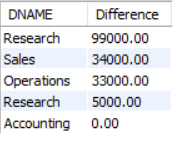 DNAME Difference
Research 99000.00
Sales 34000.00
Operations 33000.00
Research 5000.00
Accounting 0.00